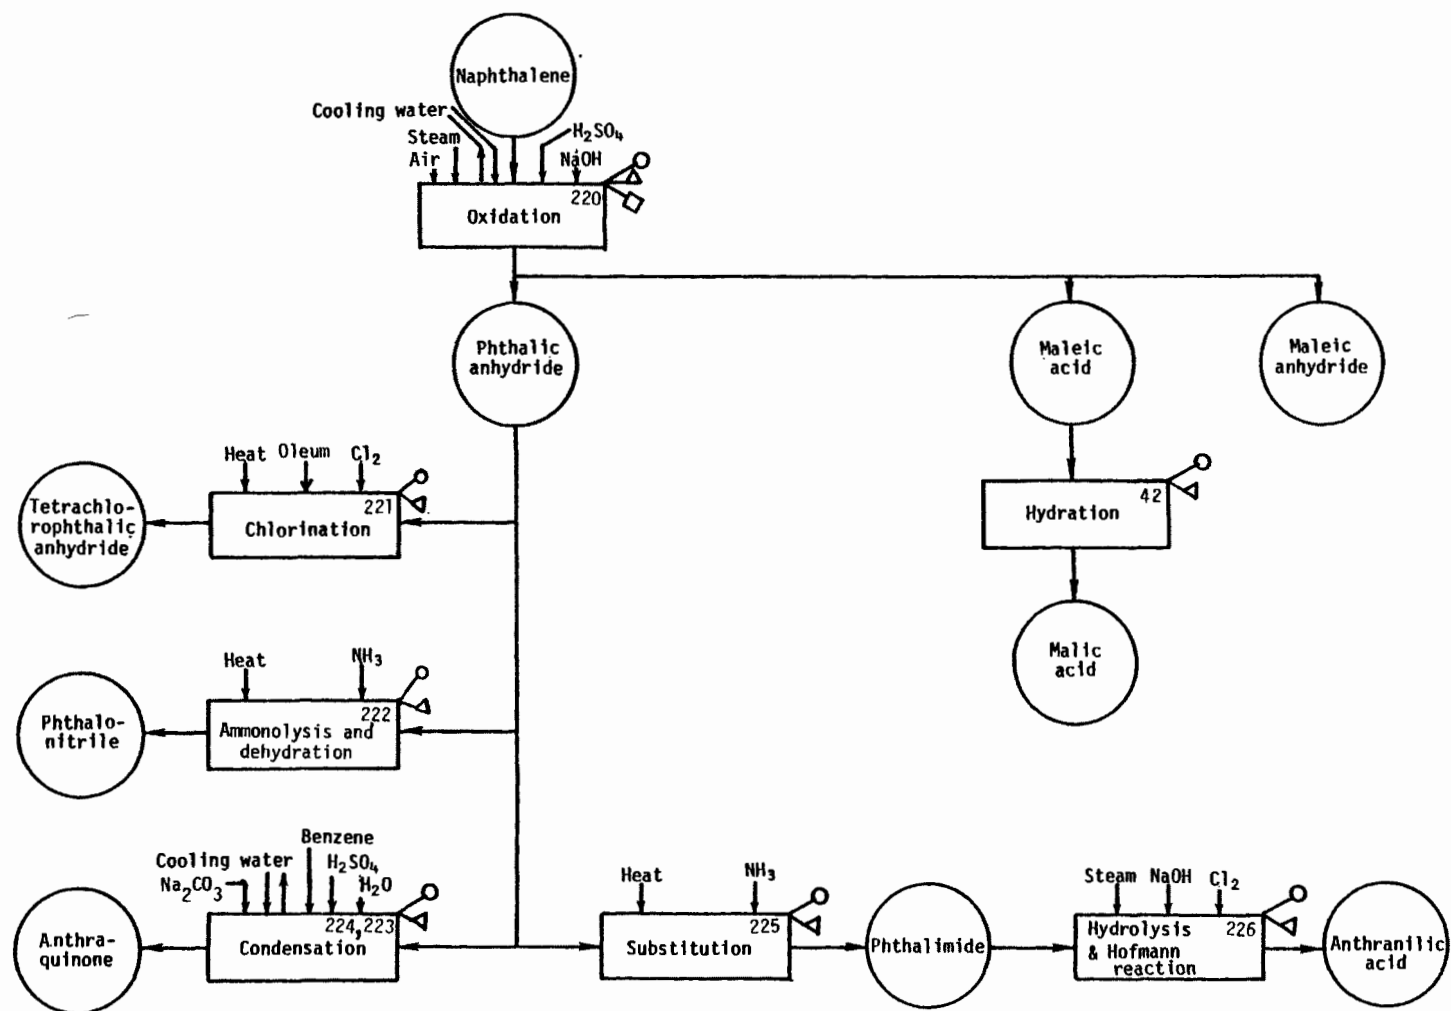 Naphthalene
Cooling water
Steam
Air
H₂SO₄
NaOH
220
Oxidation
Phthalic
anhydride
Maleic
acid
Maleic
anhydride
Heat
Oleum
Cl₂
221
Chlorination
Tetrachlo-
rophthalic
anhydride
42
Hydration
Malic
acid
Heat
NH₃
222
Ammonolysis and
dehydration
Phthalo-
nitrile
Benzene
Cooling water
H₂SO₄
Na₂CO₃
H₂O
224,223
Condensation
Anthra-
quinone
Heat
NH₃
225
Substitution
Phthalimide
Steam
NaOH
Cl₂
Hydrolysis
226
& Hofmann
reaction
Anthranilic
acid